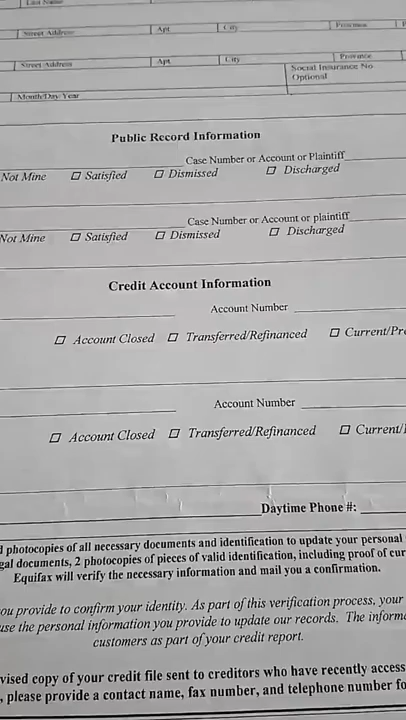 Last Name
Street Address Apt City Province
Street Address Apt City Province
Social Insurance No
Optional
Month/Day/Year
Public Record Information
Case Number or Account or Plaintiff
Not Mine ☐ Satisfied ☐ Dismissed ☐ Discharged
Case Number or Account or plaintiff
Not Mine ☐ Satisfied ☐ Dismissed ☐ Discharged
Credit Account Information
Account Number
☐ Account Closed ☐ Transferred/Refinanced ☐ Current/Pr
Account Number
☐ Account Closed ☐ Transferred/Refinanced ☐ Current/
Daytime Phone #:
photocopies of all necessary documents and identification to update your personal
gal documents, 2 photocopies of pieces of valid identification, including proof of cur
Equifax will verify the necessary information and mail you a confirmation.
ou provide to confirm your identity. As part of this verification process, your
use the personal information you provide to update our records. The inform
customers as part of your credit report.
vised copy of your credit file sent to creditors who have recently access
, please provide a contact name, fax number, and telephone number fo